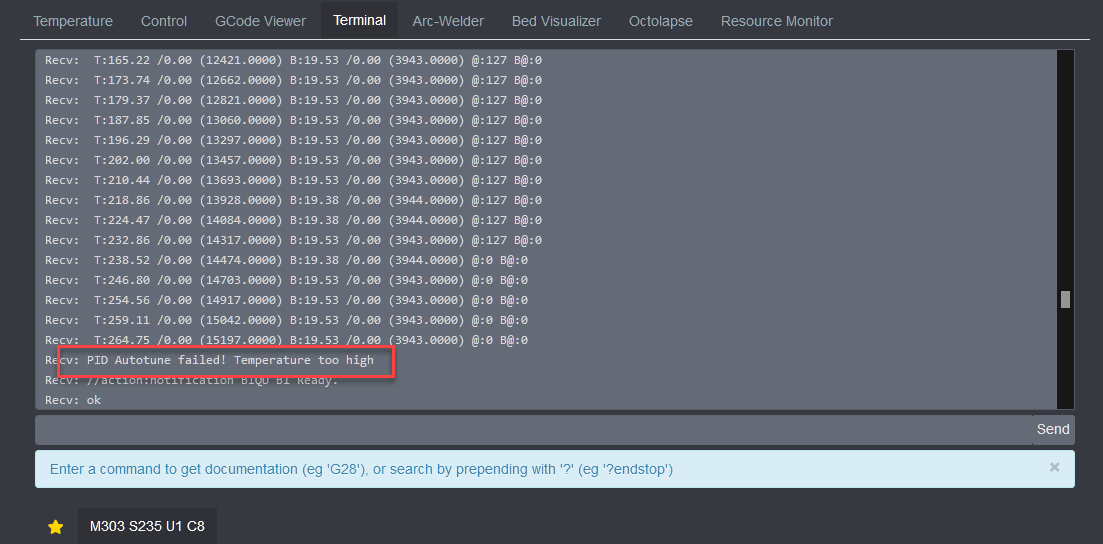 Temperature Control GCode Viewer Terminal Arc-Welder Bed Visualizer Octolapse Resource Monitor
Recv:  T:165.22 /0.00 (12421.0000) B:19.53 /0.00 (3943.0000) @:127 B@:0
Recv:  T:173.74 /0.00 (12662.0000) B:19.53 /0.00 (3943.0000) @:127 B@:0
Recv:  T:179.37 /0.00 (12821.0000) B:19.53 /0.00 (3943.0000) @:127 B@:0
Recv:  T:187.85 /0.00 (13060.0000) B:19.53 /0.00 (3943.0000) @:127 B@:0
Recv:  T:196.29 /0.00 (13297.0000) B:19.53 /0.00 (3943.0000) @:127 B@:0
Recv:  T:202.00 /0.00 (13457.0000) B:19.53 /0.00 (3943.0000) @:127 B@:0
Recv:  T:210.44 /0.00 (13693.0000) B:19.53 /0.00 (3943.0000) @:127 B@:0
Recv:  T:218.86 /0.00 (13928.0000) B:19.38 /0.00 (3944.0000) @:127 B@:0
Recv:  T:224.47 /0.00 (14084.0000) B:19.38 /0.00 (3944.0000) @:127 B@:0
Recv:  T:232.86 /0.00 (14317.0000) B:19.53 /0.00 (3943.0000) @:127 B@:0
Recv:  T:238.52 /0.00 (14474.0000) B:19.38 /0.00 (3944.0000) @:0 B@:0
Recv:  T:246.80 /0.00 (14703.0000) B:19.53 /0.00 (3943.0000) @:0 B@:0
Recv:  T:254.56 /0.00 (14917.0000) B:19.53 /0.00 (3943.0000) @:0 B@:0
Recv:  T:259.11 /0.00 (15042.0000) B:19.53 /0.00 (3943.0000) @:0 B@:0
Recv:  T:264.75 /0.00 (15197.0000) B:19.53 /0.00 (3943.0000) @:0 B@:0
Recv: PID Autotune failed! Temperature too high
Recv: //action:notification BIQU B1 Ready.
Recv: ok
Send
Enter a command to get documentation (eg 'G28'), or search by prepending with '?' (eg '?endstop') ×
M303 S235 U1 C8